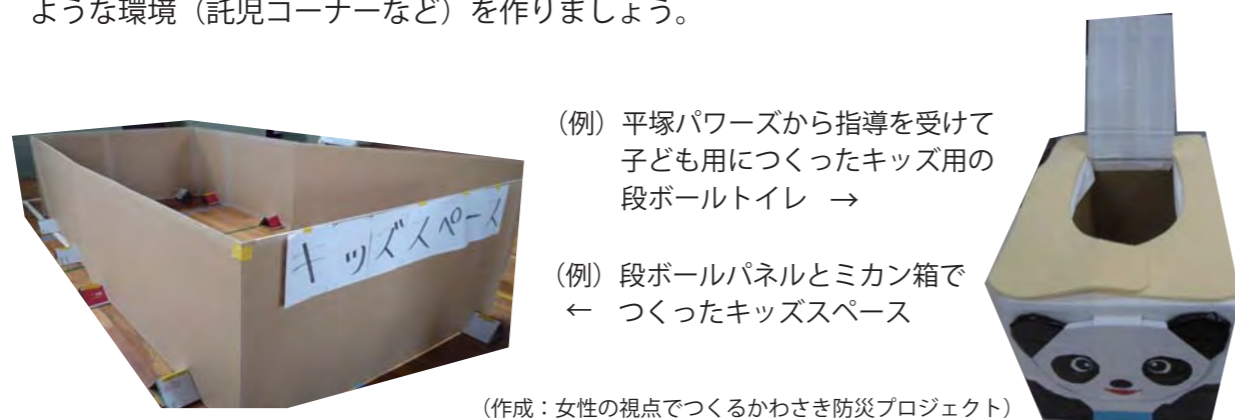 ような環境（託児コーナーなど）を作りましょう。
（例）平塚パワーズから指導を受けて
子ども用につくったキッズ用の
段ボールトイレ →
キッズスペース
（例）段ボールパネルとミカン箱で
← つくったキッズスペース
（作成：女性の視点でつくるかわさき防災プロジェクト）